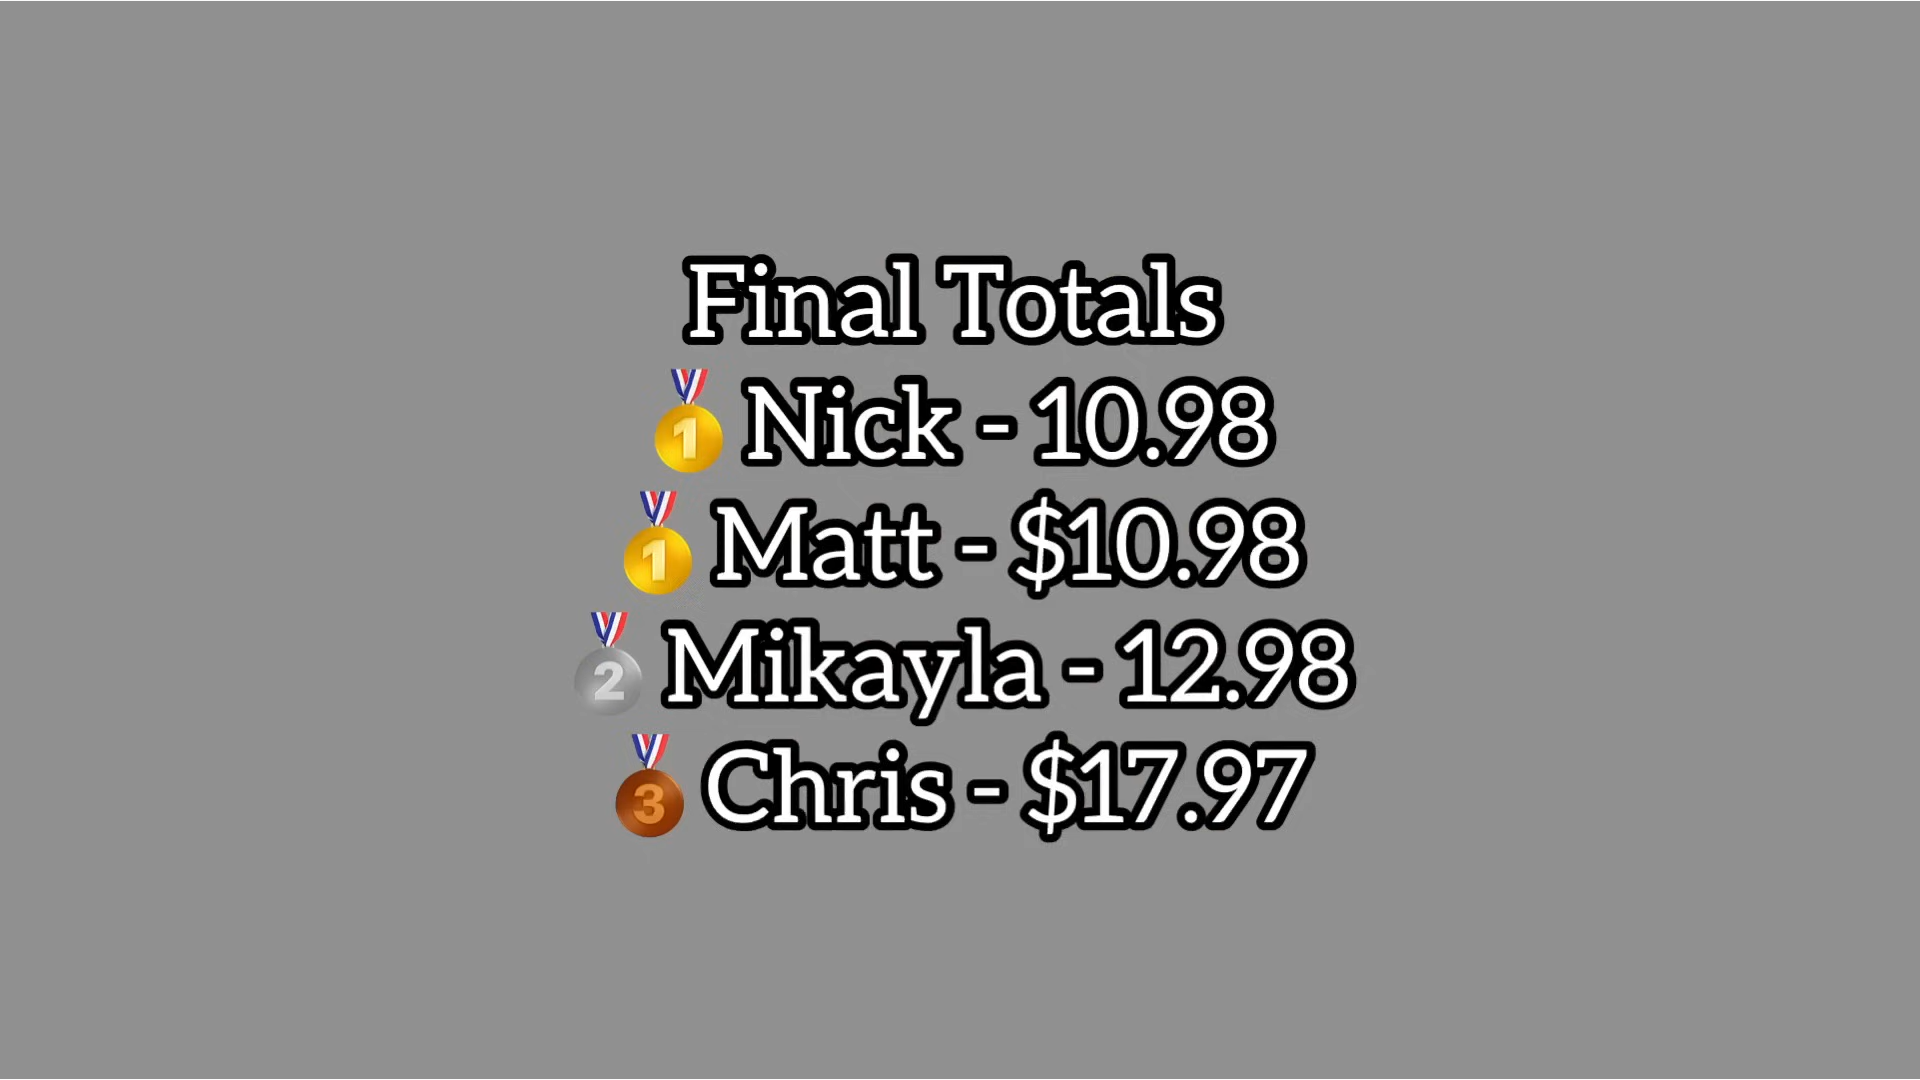 Final Totals
🥇 Nick - 10.98
🥇 Matt - $10.98
🥈 Mikayla - 12.98
🥉 Chris - $17.97